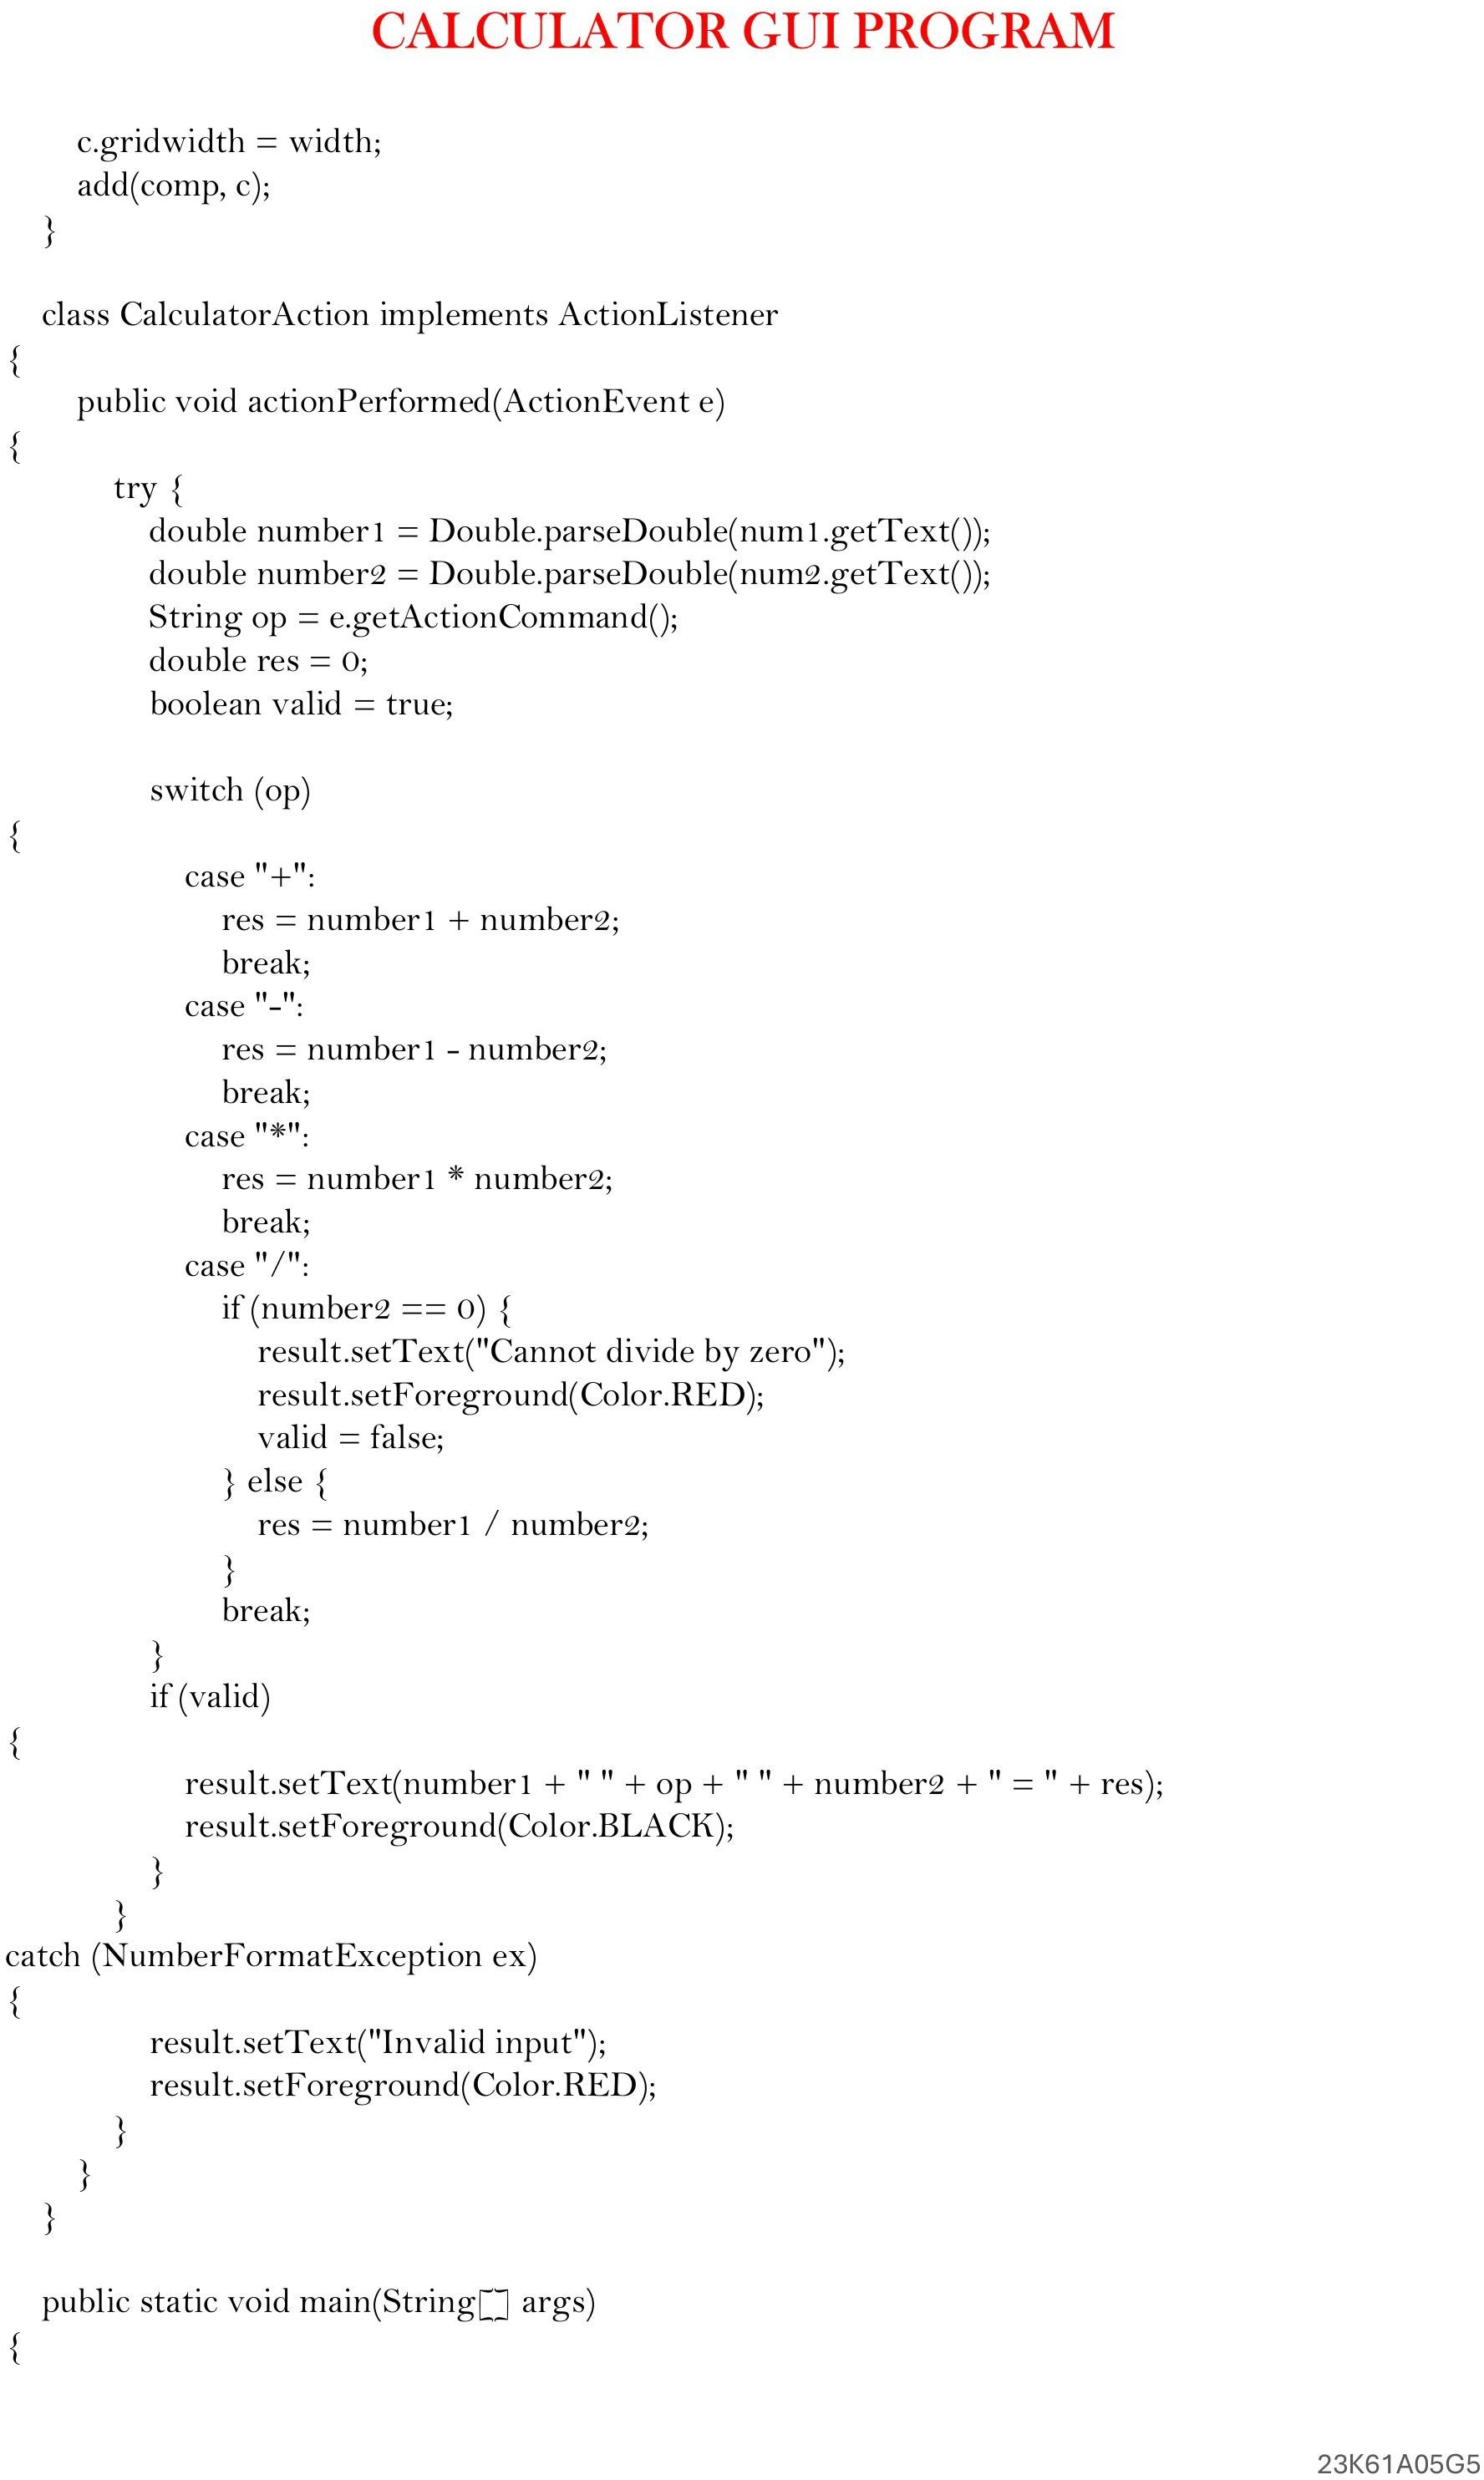 CALCULATOR GUI PROGRAM
c.gridwidth = width;
add(comp, c);
}
class CalculatorAction implements ActionListener
{
public void actionPerformed(ActionEvent e)
{
try {
double number1 = Double.parseDouble(num1.getText());
double number2 = Double.parseDouble(num2.getText());
String op = e.getActionCommand();
double res = 0;
boolean valid = true;
switch (op)
{
case "+":
res = number1 + number2;
break;
case "-":
res = number1 - number2;
break;
case "*":
res = number1 * number2;
break;
case "/":
if (number2 == 0) {
result.setText("Cannot divide by zero");
result.setForeground(Color.RED);
valid = false;
} else {
res = number1 / number2;
}
break;
}
if (valid)
{
result.setText(number1 + " " + op + " " + number2 + " = " + res);
result.setForeground(Color.BLACK);
}
}
catch (NumberFormatException ex)
{
result.setText("Invalid input");
result.setForeground(Color.RED);
}
}
}
public static void main(String[] args)
{
23K61A05G5